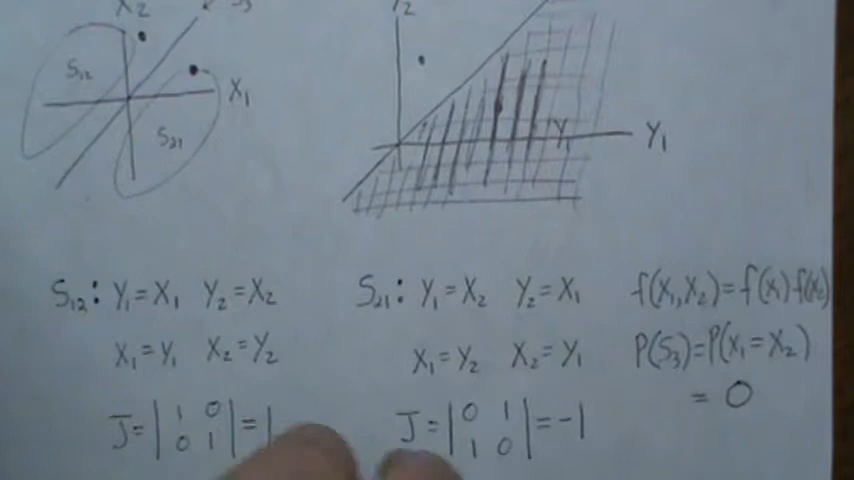 X₂ S₃
Y₂
S₁₂
X₁
S₂₁
Y₁ Y₁
S₁₂: Y₁=X₁ Y₂=X₂
X₁=Y₁ X₂=Y₂
J=|1 0; 0 1|=1
S₂₁: Y₁=X₂ Y₂=X₁
X₁=Y₂ X₂=Y₁
J=|0 1; 1 0|=-1
f(X₁,X₂)=f(X₁)f(X₂)
P(S₃)=P(X₁=X₂)
= 0